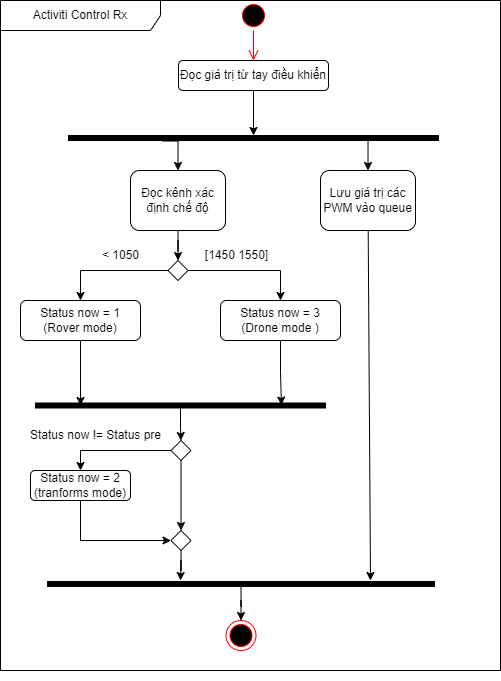 Activiti Control Rx
Đọc giá trị từ tay điều khiển
Đọc kênh xác
định chế độ
Lưu giá trị các
PWM vào queue
< 1050
[1450 1550]
Status now = 1
(Rover mode)
Status now = 3
(Drone mode )
Status now != Status pre
Status now = 2
(tranforms mode)